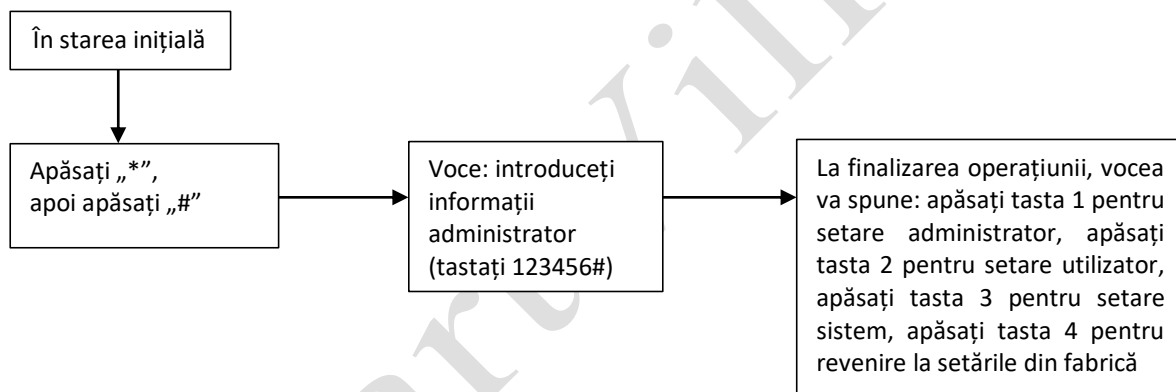 În starea inițială
Apăsați „*”,
apoi apăsați „#”
Voce: introduceți
informații
administrator
(tastați 123456#)
La finalizarea operațiunii, vocea
va spune: apăsați tasta 1 pentru
setare administrator, apăsați
tasta 2 pentru setare utilizator,
apăsați tasta 3 pentru setare
sistem, apăsați tasta 4 pentru
revenire la setările din fabrică